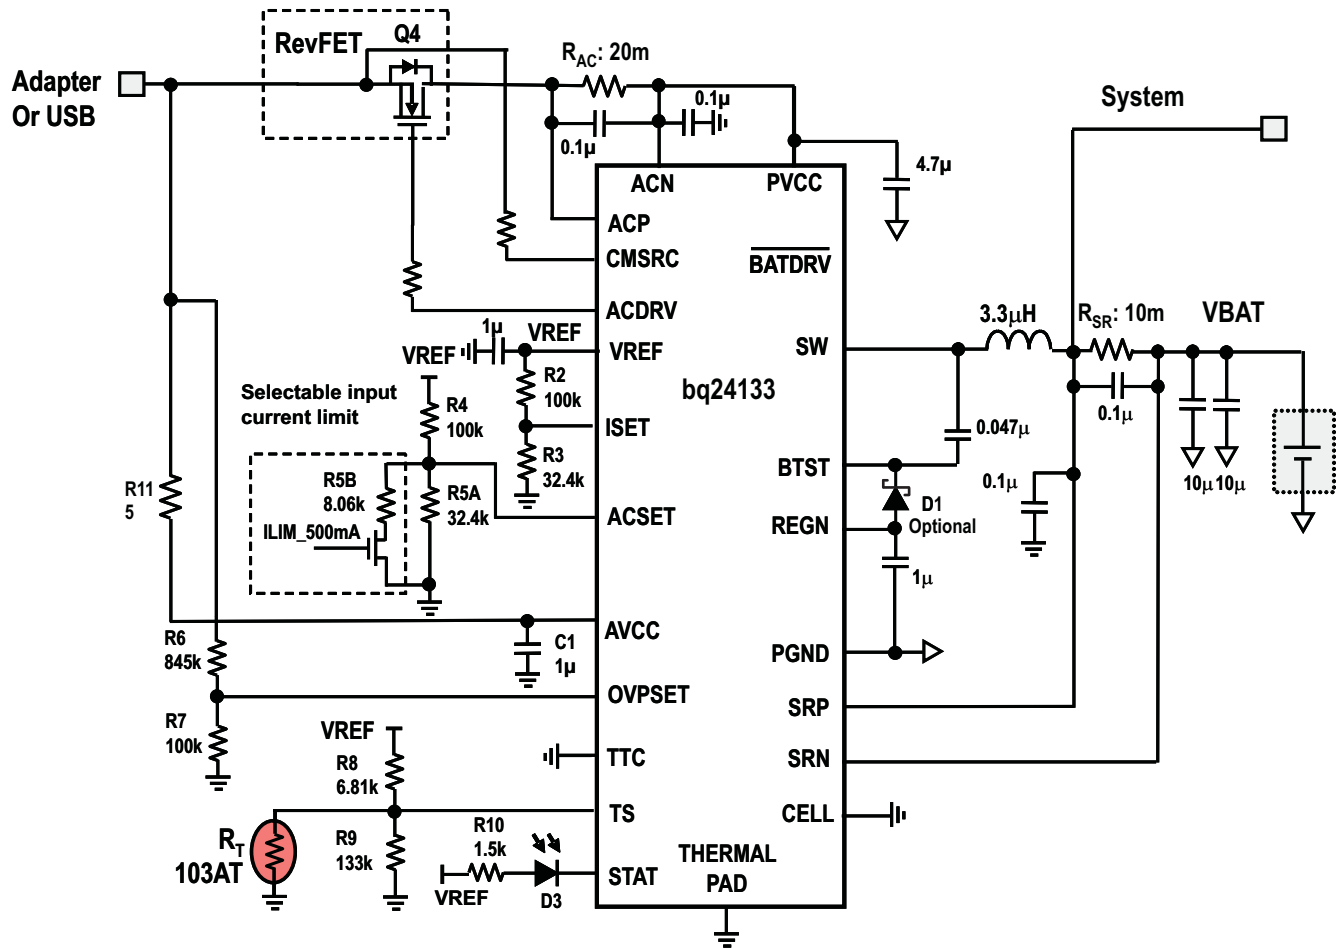 RevFET
Q4
R_AC: 20m
Adapter
Or USB
0.1µ
0.1µ
System
4.7µ
ACN
PVCC
ACP
CMSRC
BATDRV
ACDRV
1µ
VREF
VREF
VREF
SW
3.3µH
R_SR: 10m
VBAT
bq24133
Selectable input
current limit
R4
100k
R2
100k
ISET
R3
32.4k
0.1µ
0.047µ
BTST
R5B
8.06k
R5A
32.4k
ACSET
R11
5
ILIM_500mA
REGN
D1
Optional
0.1µ
10µ
10µ
1µ
R6
845k
AVCC
C1
1µ
PGND
OVPSET
SRP
R7
100k
VREF
TTC
SRN
R8
6.81k
TS
CELL
R_T
103AT
R9
133k
R10
1.5k
VREF
D3
STAT
THERMAL
PAD